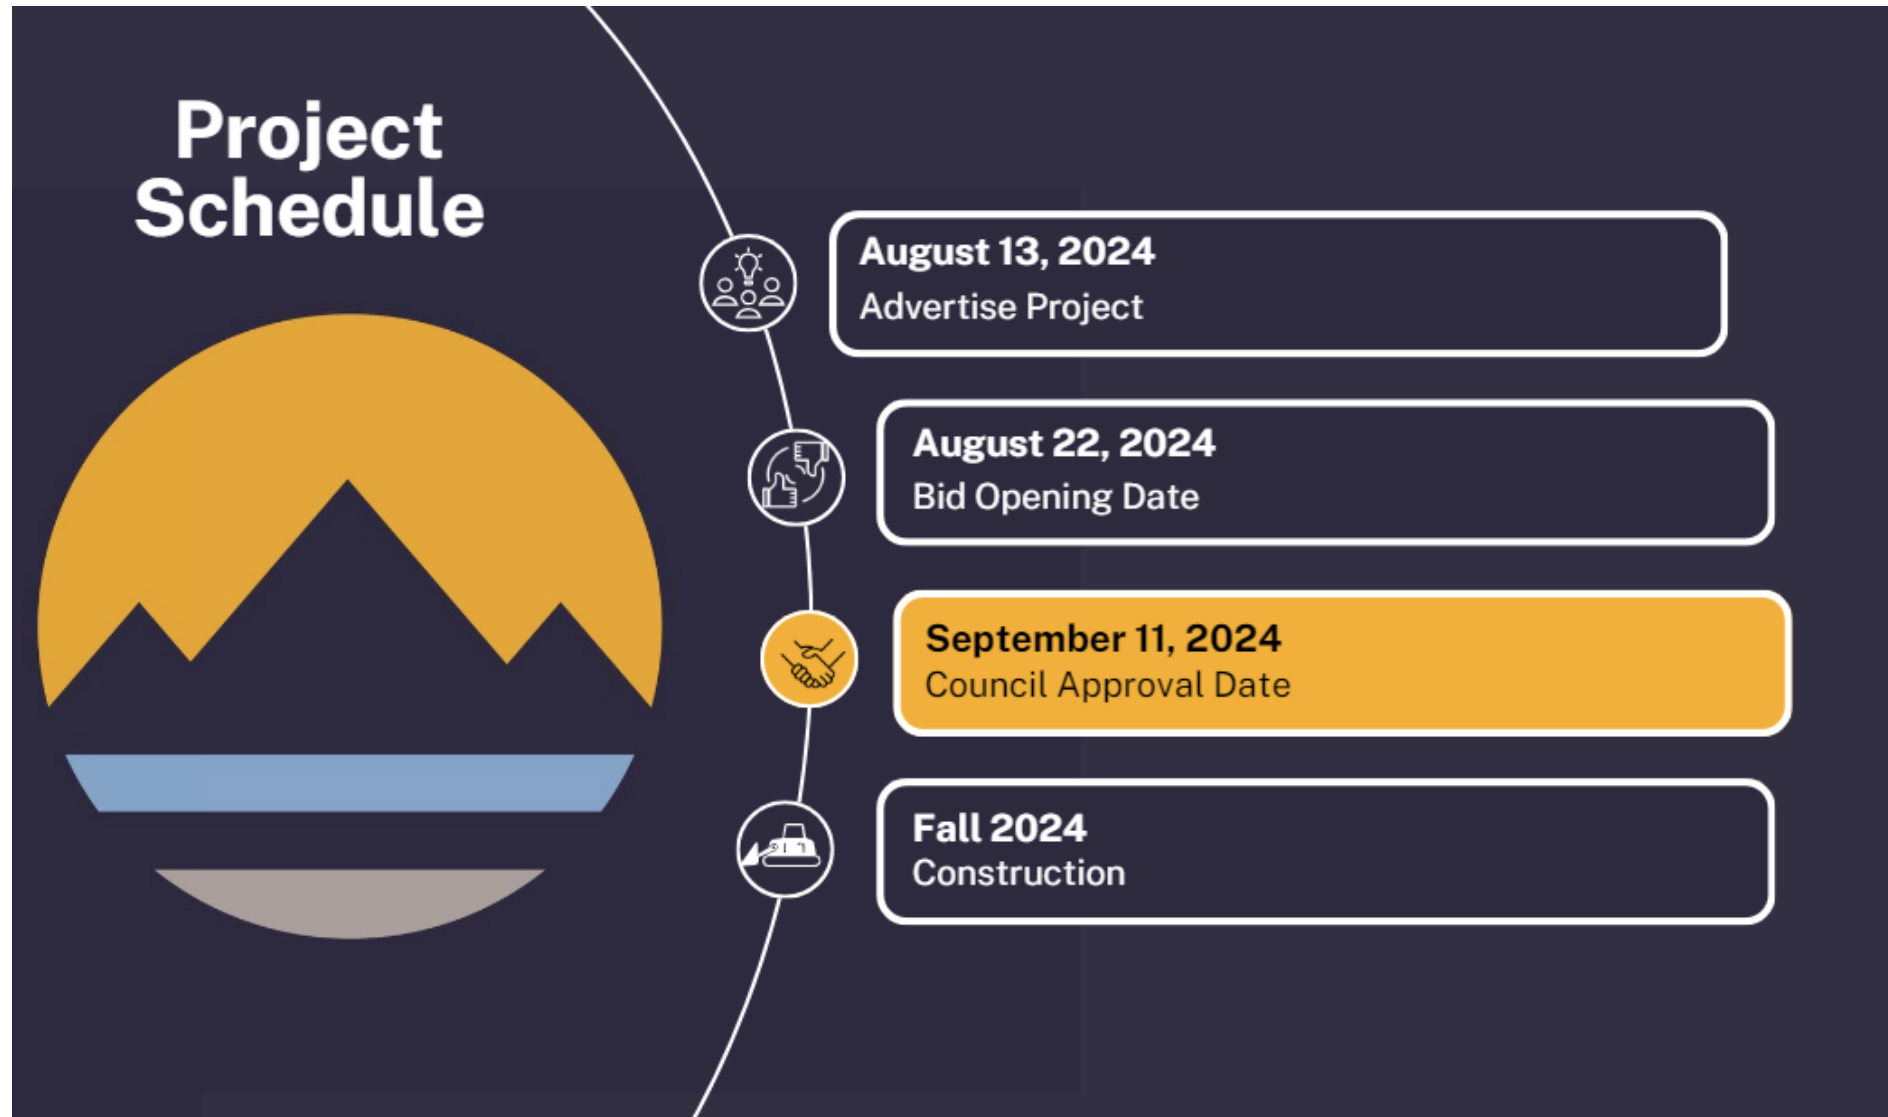 Project
Schedule
August 13, 2024
Advertise Project
August 22, 2024
Bid Opening Date
September 11, 2024
Council Approval Date
Fall 2024
Construction